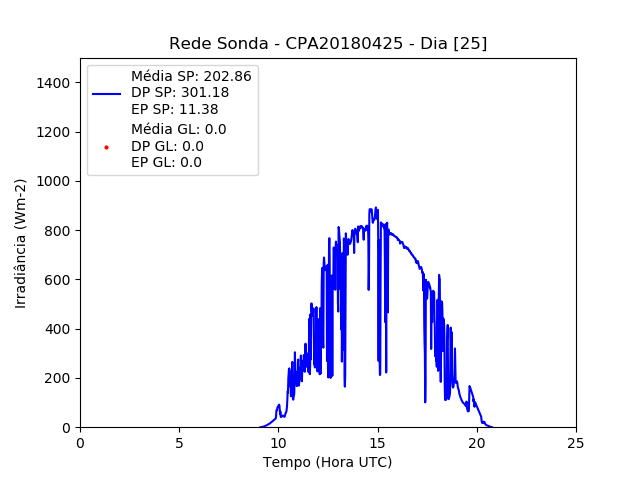 Rede Sonda - CPA20180425 - Dia [25]
Média SP: 202.86
DP SP: 301.18
EP SP: 11.38
Média GL: 0.0
DP GL: 0.0
EP GL: 0.0
Irradiância (Wm-2)
1400
1200
1000
800
600
400
200
0
0 5 10 15 20 25
Tempo (Hora UTC)